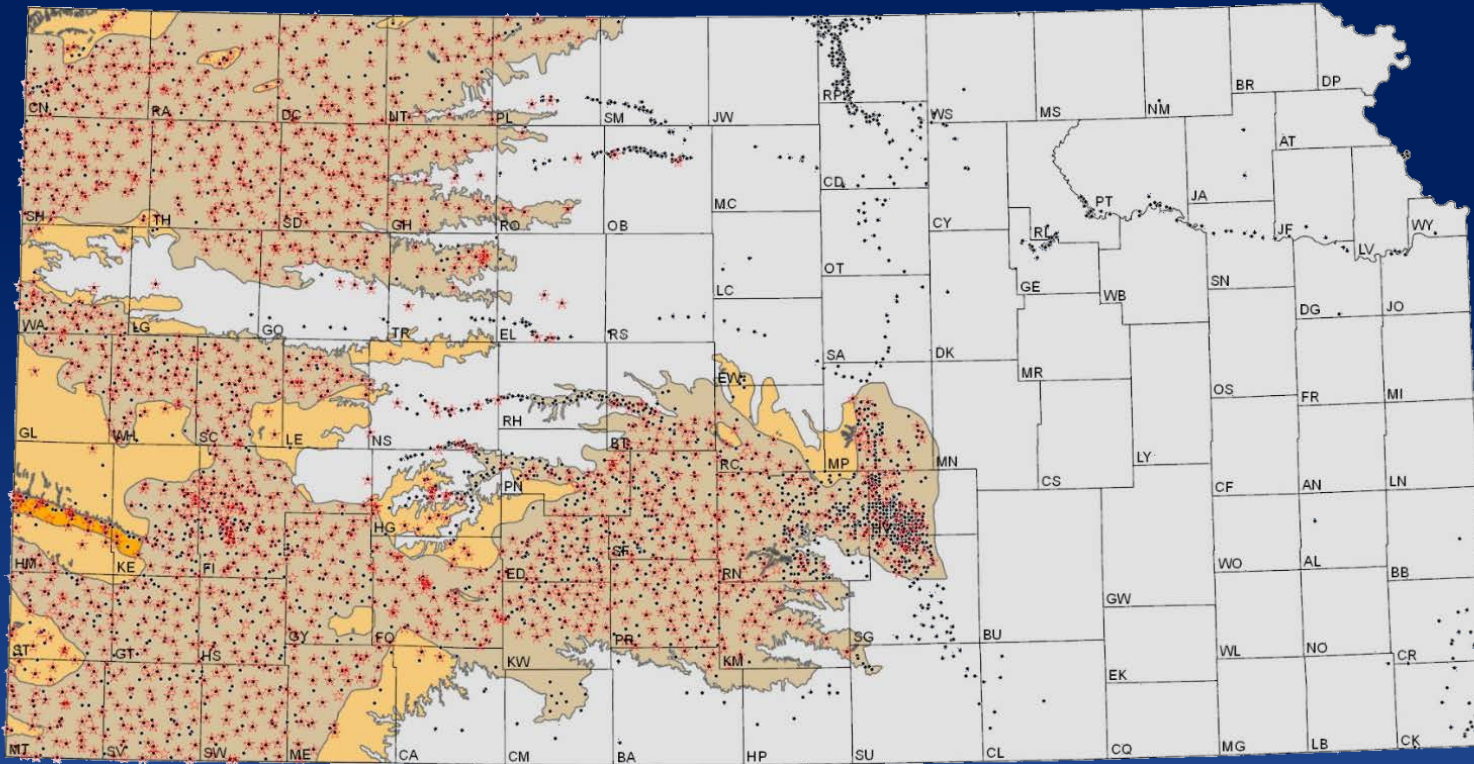 CN RA DC NT PL SM JW RP WS MS NM BR DP
AT
SH TH SD GH RO OB MC CD CY PT JA
WA LG GO TR EL RS LC OT RL GE WB SN JF LV WY
DG JO
SA DK MR OS FR MI
GL WH SC LE NS RH BT RC EW MP MN CS LY
CF AN LN
HM KE FI HG PN SF ED RN HV WO AL BB
ST GT HS GY FO PR KW KM SG BU GW WL NO CR
EK
MT SV SW ME CA CM BA HP SU CL CQ MG LB CK